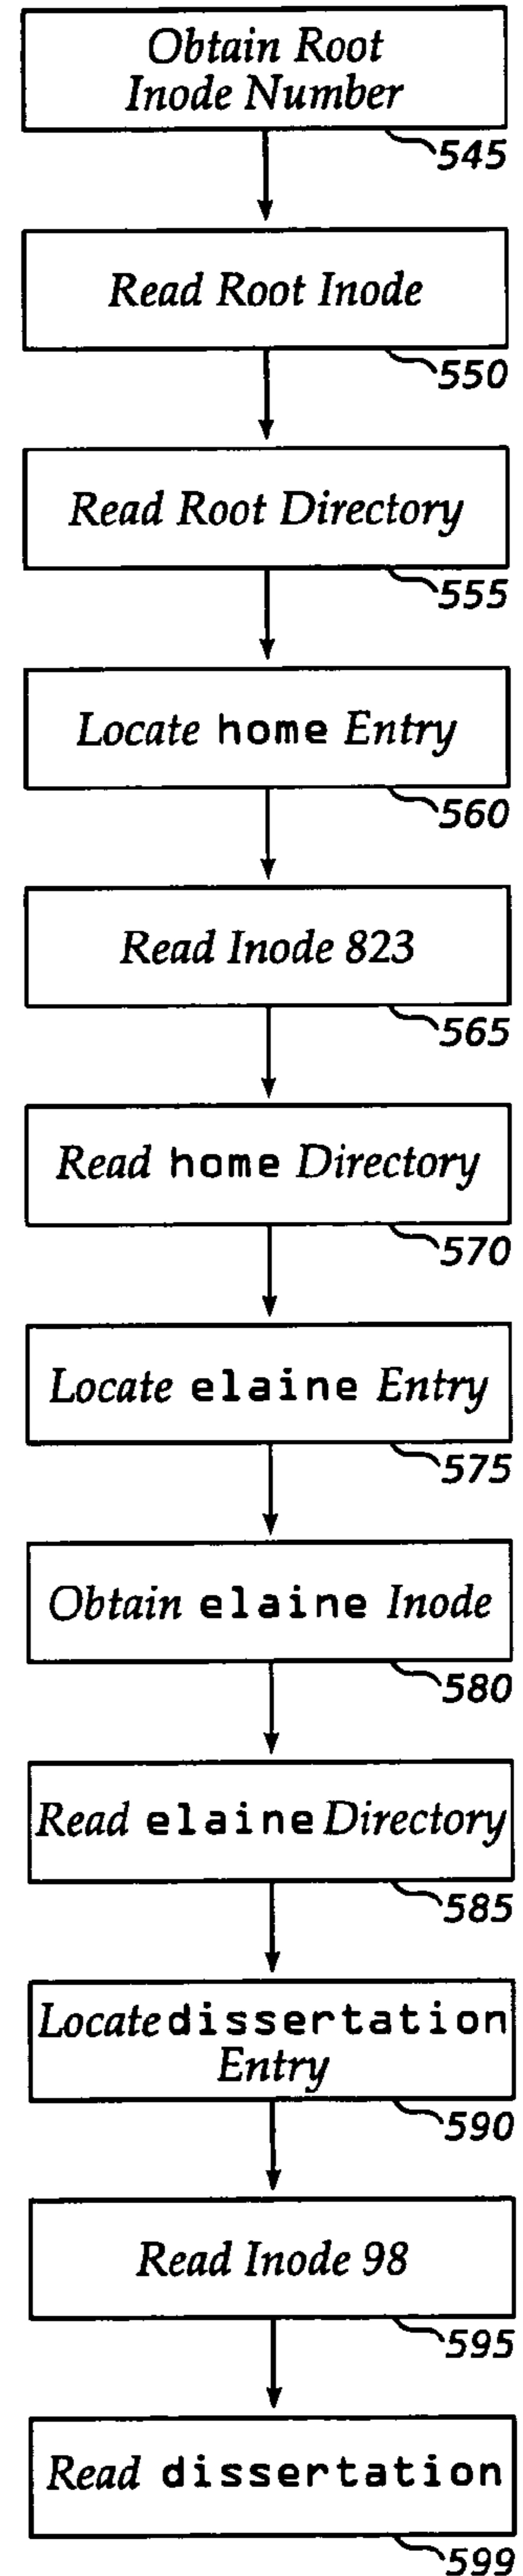 Obtain Root
Inode Number
545
Read Root Inode
550
Read Root Directory
555
Locate home Entry
560
Read Inode 823
565
Read home Directory
570
Locate elaine Entry
575
Obtain elaine Inode
580
Read elaine Directory
585
Locate dissertation
Entry
590
Read Inode 98
595
Read dissertation
599